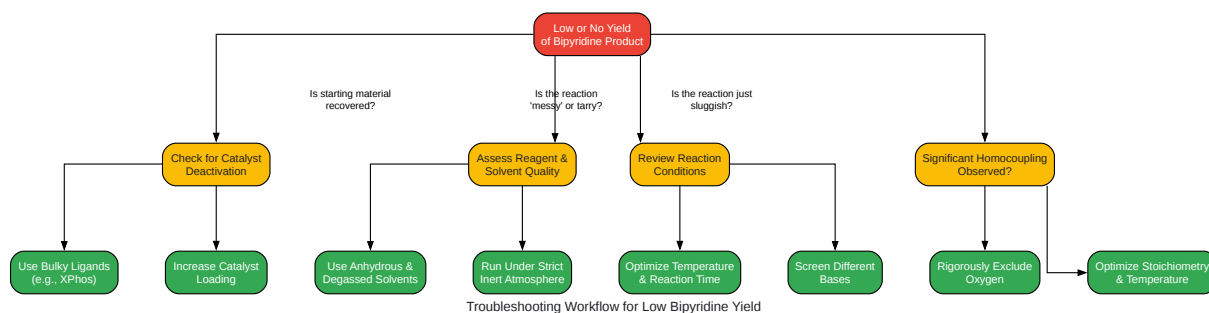 Low or No Yield
of Bipyridine Product
Is starting material
recovered?
Is the reaction
'messy' or tarry?
Is the reaction just
sluggish?
Check for Catalyst
Deactivation
Assess Reagent &
Solvent Quality
Review Reaction
Conditions
Significant Homocoupling
Observed?
Use Bulky Ligands
(e.g., XPhos)
Increase Catalyst
Loading
Use Anhydrous &
Degassed Solvents
Run Under Strict
Inert Atmosphere
Optimize Temperature
& Reaction Time
Screen Different
Bases
Rigorously Exclude
Oxygen
Optimize Stoichiometry
& Temperature
Troubleshooting Workflow for Low Bipyridine Yield